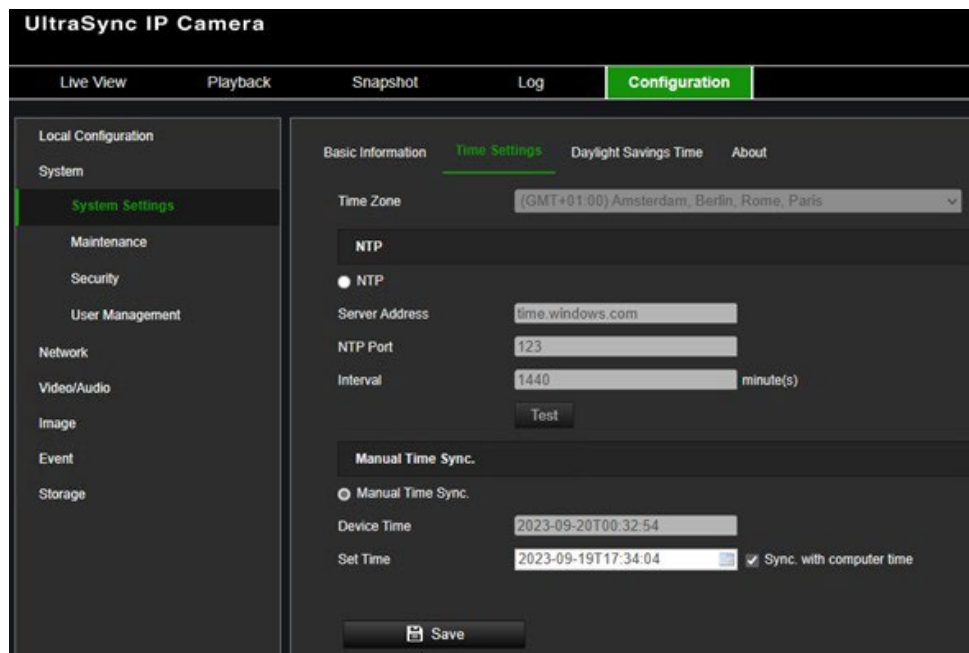 UltraSync IP Camera
Live View Playback Snapshot Log Configuration
Local Configuration
System
System Settings
Maintenance
Security
User Management
Network
Video/Audio
Image
Event
Storage
Basic Information Time Settings Daylight Savings Time About
Time Zone (GMT+01:00) Amsterdam, Berlin, Rome, Paris
NTP
NTP
Server Address time.windows.com
NTP Port 123
Interval 1440 minute(s)
Test
Manual Time Sync.
Manual Time Sync.
Device Time 2023-09-20T00:32:54
Set Time 2023-09-19T17:34:04 Sync. with computer time
Save